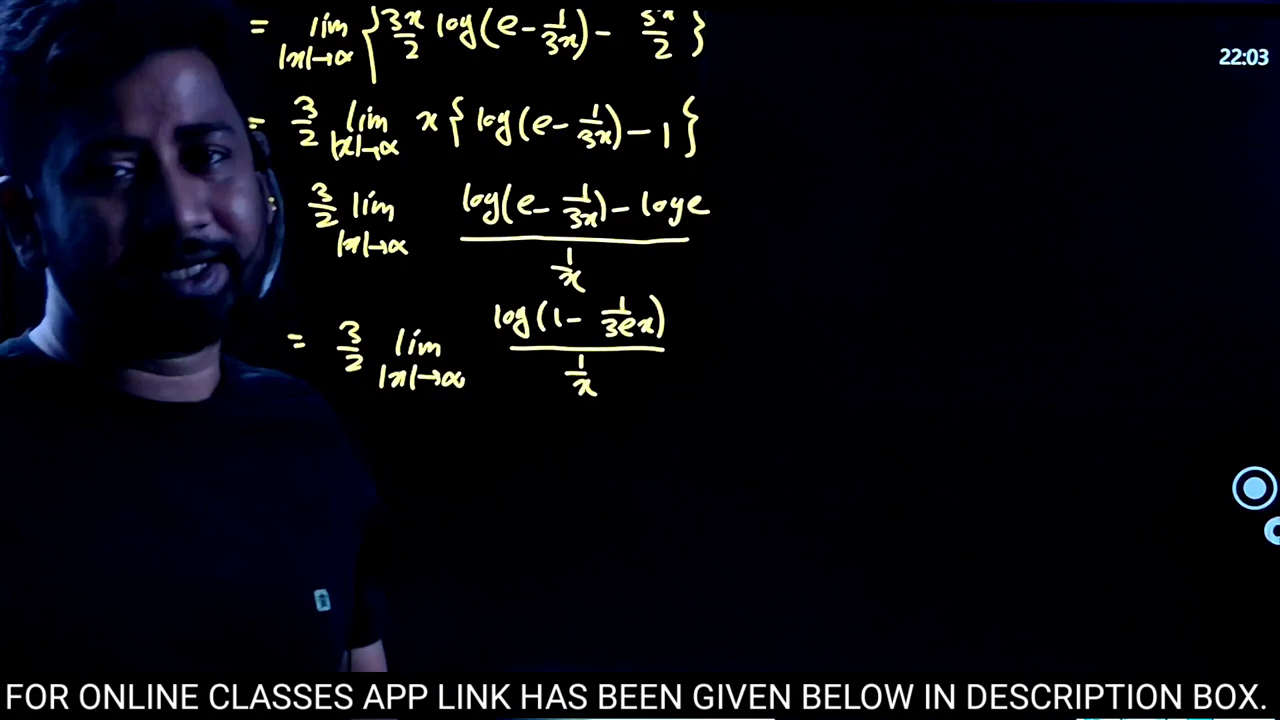 = lim |x|→∝ { 3x/2 log(e - 1/3x) - 3x/2 }
22:03
= 3/2 lim |x|→∝ x { log(e - 1/3x) - 1 }
3/2 lim |x|→∝ log(e - 1/3x) - loge / 1/x
= 3/2 lim |x|→∝ log(1 - 1/3ex) / 1/x
FOR ONLINE CLASSES APP LINK HAS BEEN GIVEN BELOW IN DESCRIPTION BOX.